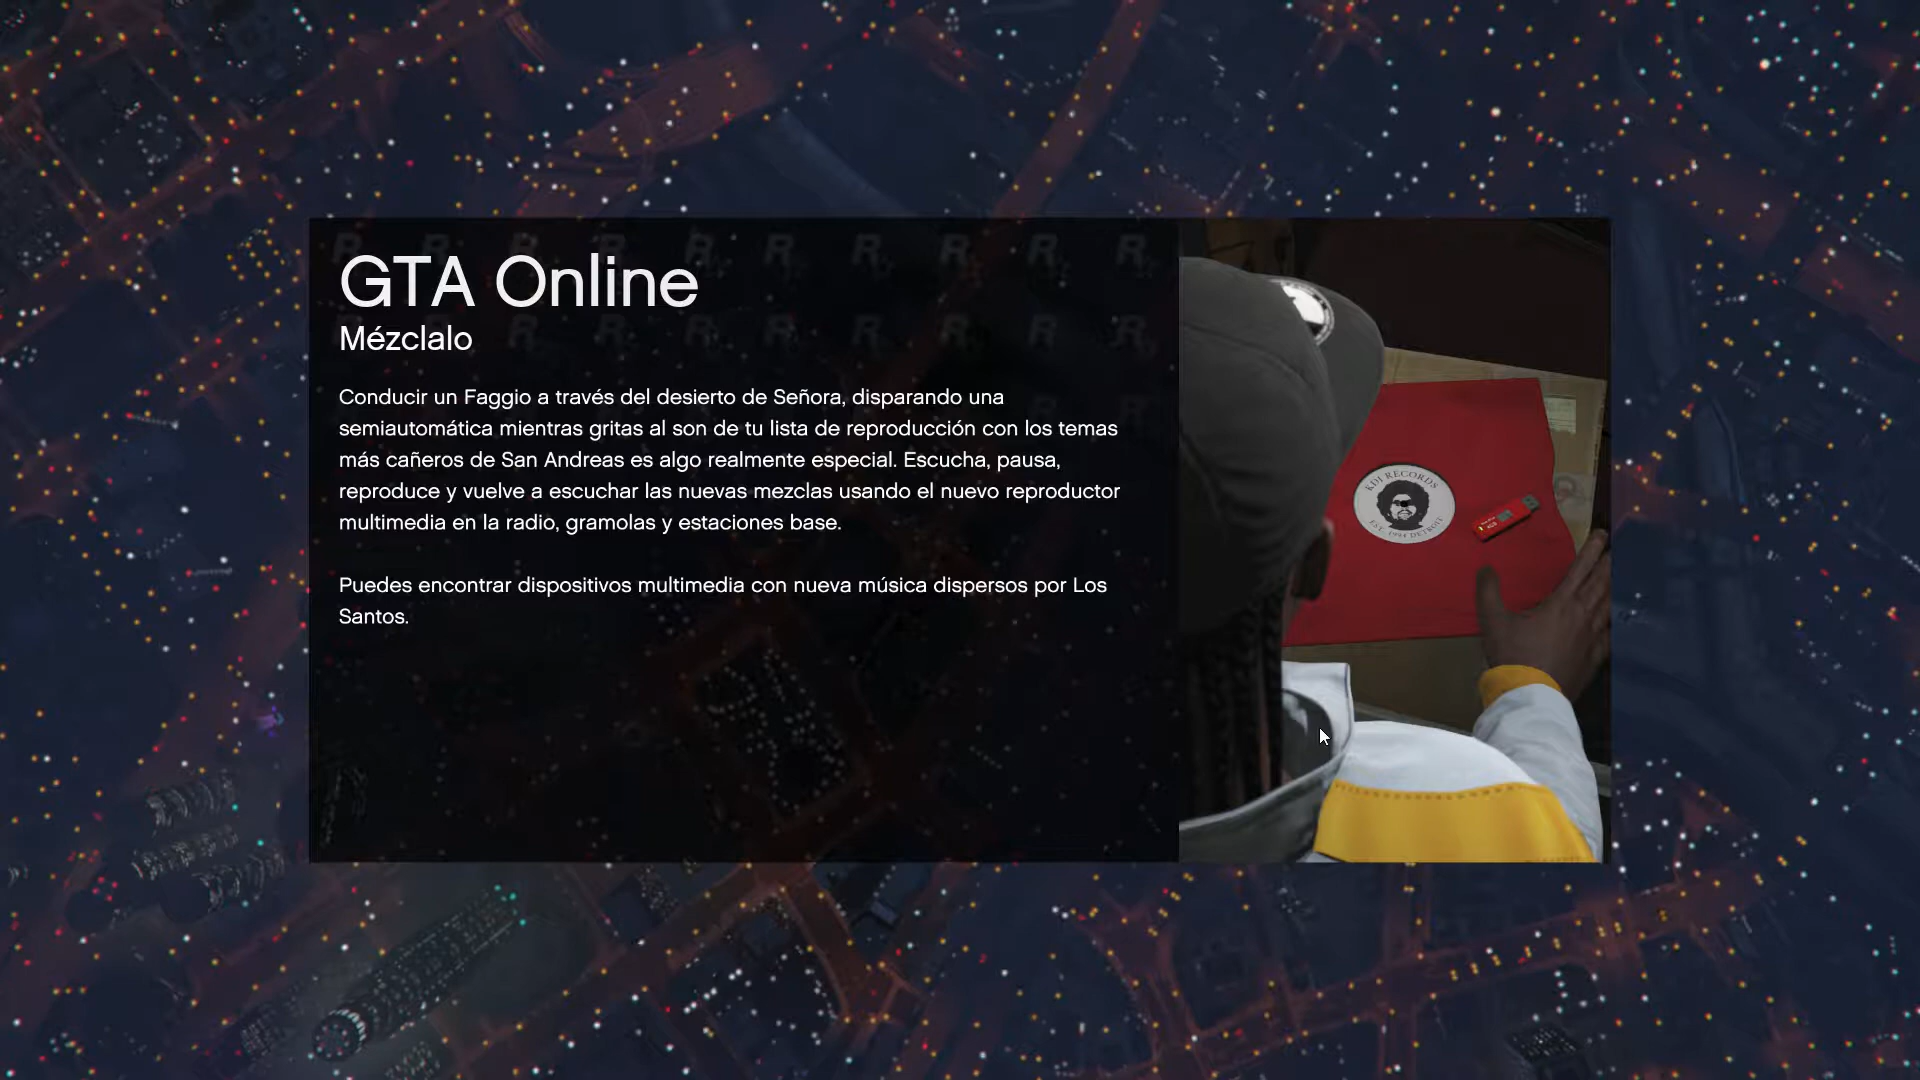 GTA Online
Mézclalo
Conducir un Faggio a través del desierto de Señora, disparando una
semiautomática mientras gritas al son de tu lista de reproducción con los temas
más cañeros de San Andreas es algo realmente especial. Escucha, pausa,
reproduce y vuelve a escuchar las nuevas mezclas usando el nuevo reproductor
multimedia en la radio, gramolas y estaciones base.
Puedes encontrar dispositivos multimedia con nueva música dispersos por Los
Santos.
KDJ RECORDS
EST. 1994 DETROIT